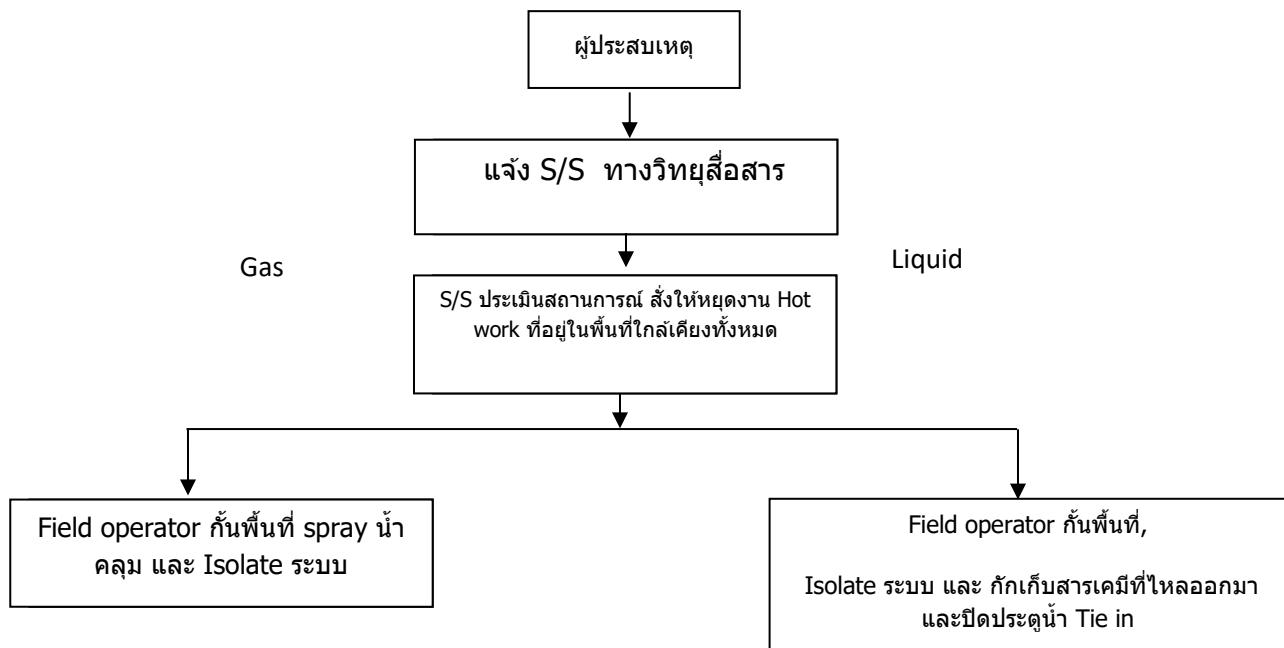 ผู้ประสบเหตุ
แจ้ง S/S ทางวิทยุสื่อสาร
Gas
Liquid
S/S ประเมินสถานการณ์ สั่งให้หยุดงาน Hot
work ที่อยู่ในพื้นที่ใกล้เคียงทั้งหมด
Field operator กั้นพื้นที่ spray น้ำ
คลุม และ Isolate ระบบ
Field operator กั้นพื้นที่,
Isolate ระบบ และ กักเก็บสารเคมีที่ไหลออกมา
และปิดประตูน้ำ Tie in